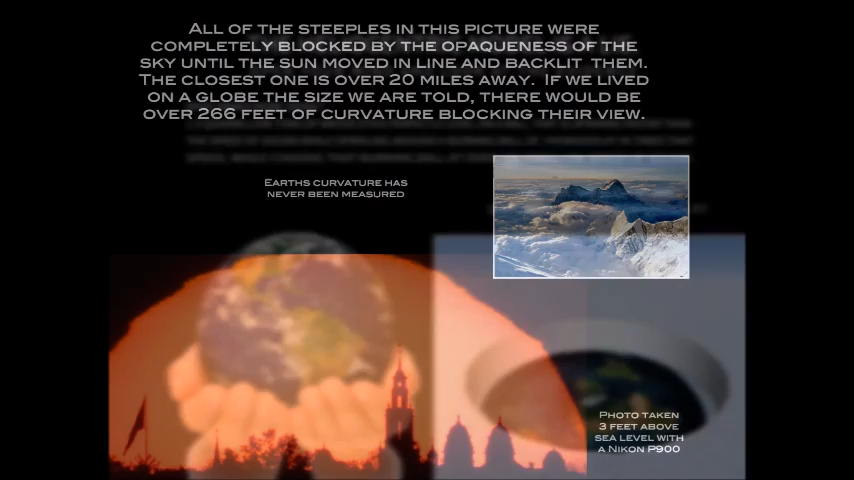 All of the steeples in this picture were
completely blocked by the opaqueness of the
sky until the sun moved in line and backlit them.
The closest one is over 20 miles away. If we lived
on a globe the size we are told, there would be
over 266 feet of curvature blocking their view.
Earths curvature has
never been measured
Photo taken
3 feet above
sea level with
a Nikon P900